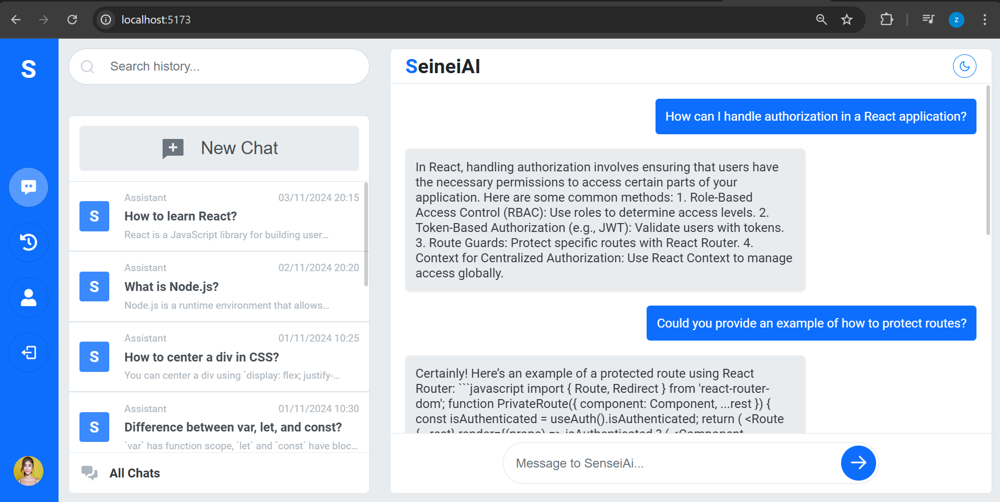 localhost:5173
z
S
Search history...
New Chat
Assistant 03/11/2024 20:15
S
How to learn React?
React is a JavaScript library for building user...
Assistant 02/11/2024 20:20
S
What is Node.js?
Node.js is a runtime environment that allows...
Assistant 01/11/2024 10:25
S
How to center a div in CSS?
You can center a div using `display: flex; justify-...
Assistant 01/11/2024 10:30
S
Difference between var, let, and const?
`var` has function scope, `let` and `const` have bloc...
All Chats
SeineiAI
How can I handle authorization in a React application?
In React, handling authorization involves ensuring that users have
the necessary permissions to access certain parts of your
application. Here are some common methods: 1. Role-Based
Access Control (RBAC): Use roles to determine access levels. 2.
Token-Based Authorization (e.g., JWT): Validate users with tokens.
3. Route Guards: Protect specific routes with React Router. 4.
Context for Centralized Authorization: Use React Context to manage
access globally.
Could you provide an example of how to protect routes?
Certainly! Here’s an example of a protected route using React
Router: ```javascript import { Route, Redirect } from 'react-router-
dom'; function PrivateRoute({ component: Component, ...rest }) {
const isAuthenticated = useAuth().isAuthenticated; return ( <Route
{...rest} render={(props) => isAuthenticated ? ( <Component
Message to SenseiAi...